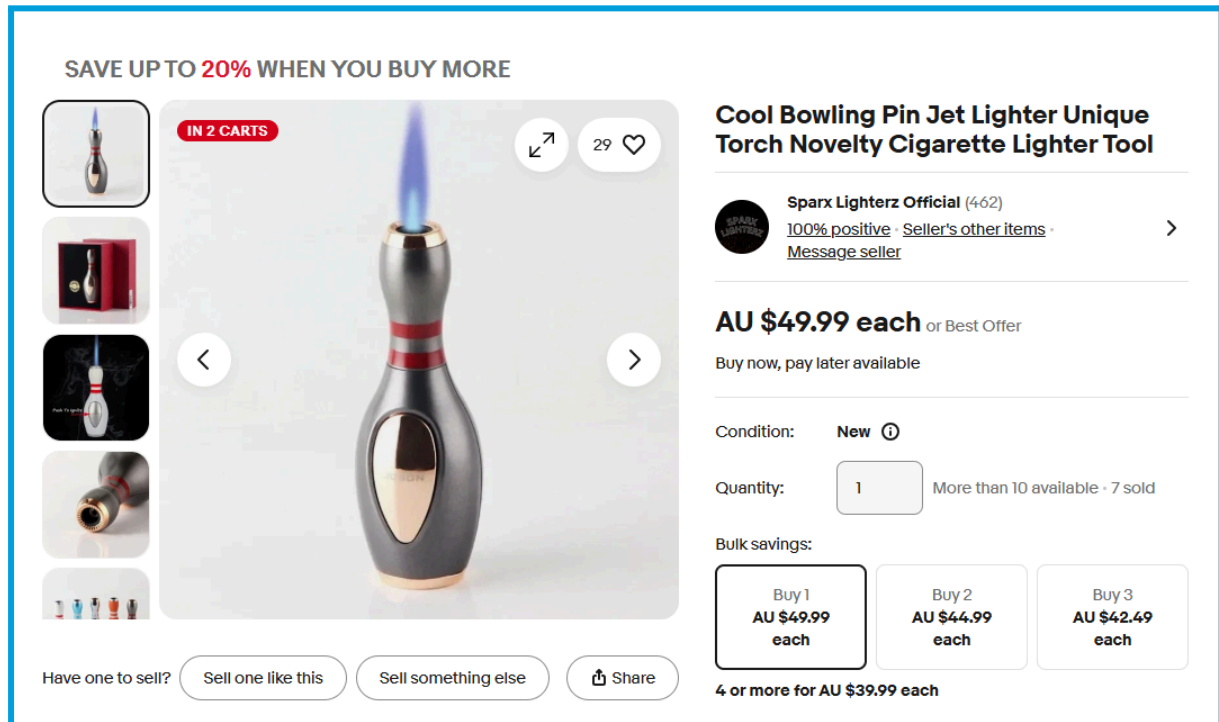 SAVE UP TO 20% WHEN YOU BUY MORE
IN 2 CARTS
29
Push To Ignite
Cool Bowling Pin Jet Lighter Unique
Torch Novelty Cigarette Lighter Tool
SPARX
LIGHTERZ
Sparx Lighterz Official (462)
100% positive · Seller's other items ·
Message seller
AU $49.99 each or Best Offer
Buy now, pay later available
Condition: New
Quantity: 1 More than 10 available · 7 sold
Bulk savings:
Buy 1
AU $49.99
each
Buy 2
AU $44.99
each
Buy 3
AU $42.49
each
4 or more for AU $39.99 each
Have one to sell? Sell one like this Sell something else Share